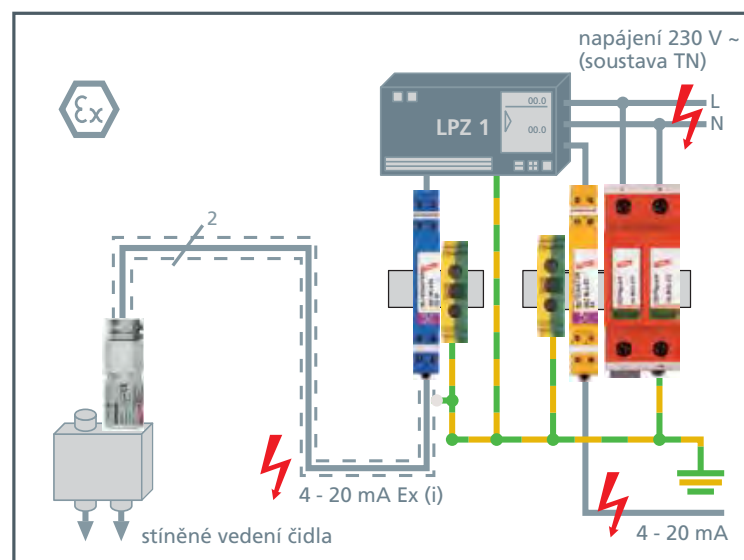 napájení 230 V ~
(soustava TN)
Ex
00.0
LPZ 1
00.0
L
N
2
4 - 20 mA Ex (i)
stíněné vedení čidla
4 - 20 mA